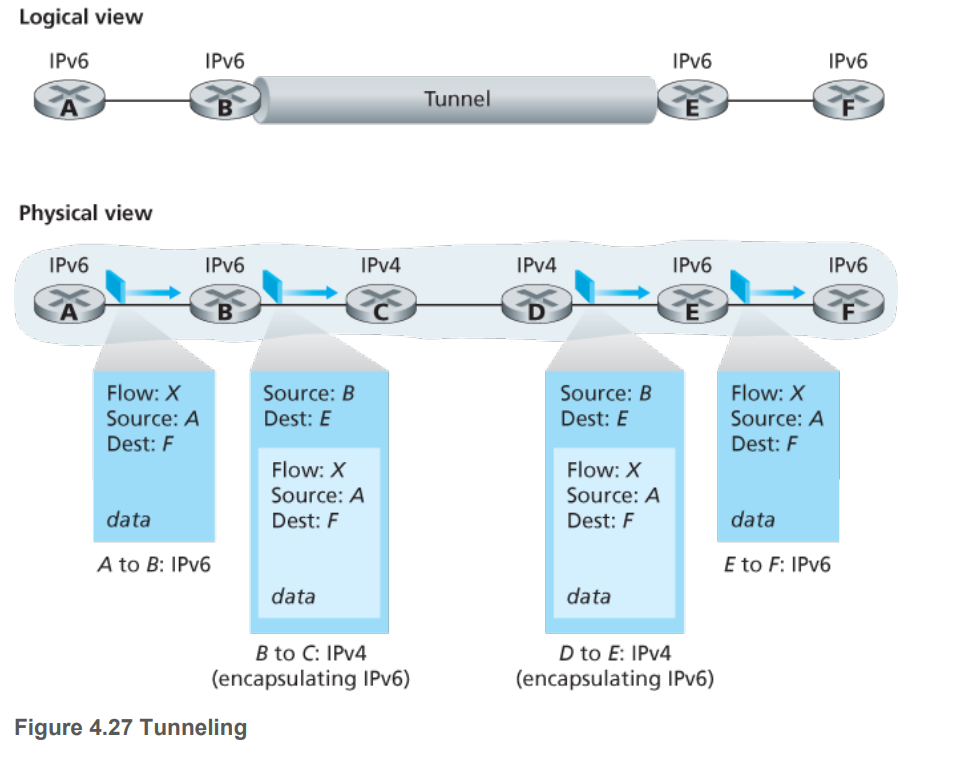 Logical view
IPv6 IPv6 IPv6 IPv6
A B Tunnel E F
Physical view
IPv6 IPv6 IPv4 IPv4 IPv6 IPv6
A B C D E F
Flow: X
Source: A
Dest: F
data
A to B: IPv6
Source: B
Dest: E
Flow: X
Source: A
Dest: F
data
B to C: IPv4
(encapsulating IPv6)
Source: B
Dest: E
Flow: X
Source: A
Dest: F
data
D to E: IPv4
(encapsulating IPv6)
Flow: X
Source: A
Dest: F
data
E to F: IPv6
Figure 4.27 Tunneling